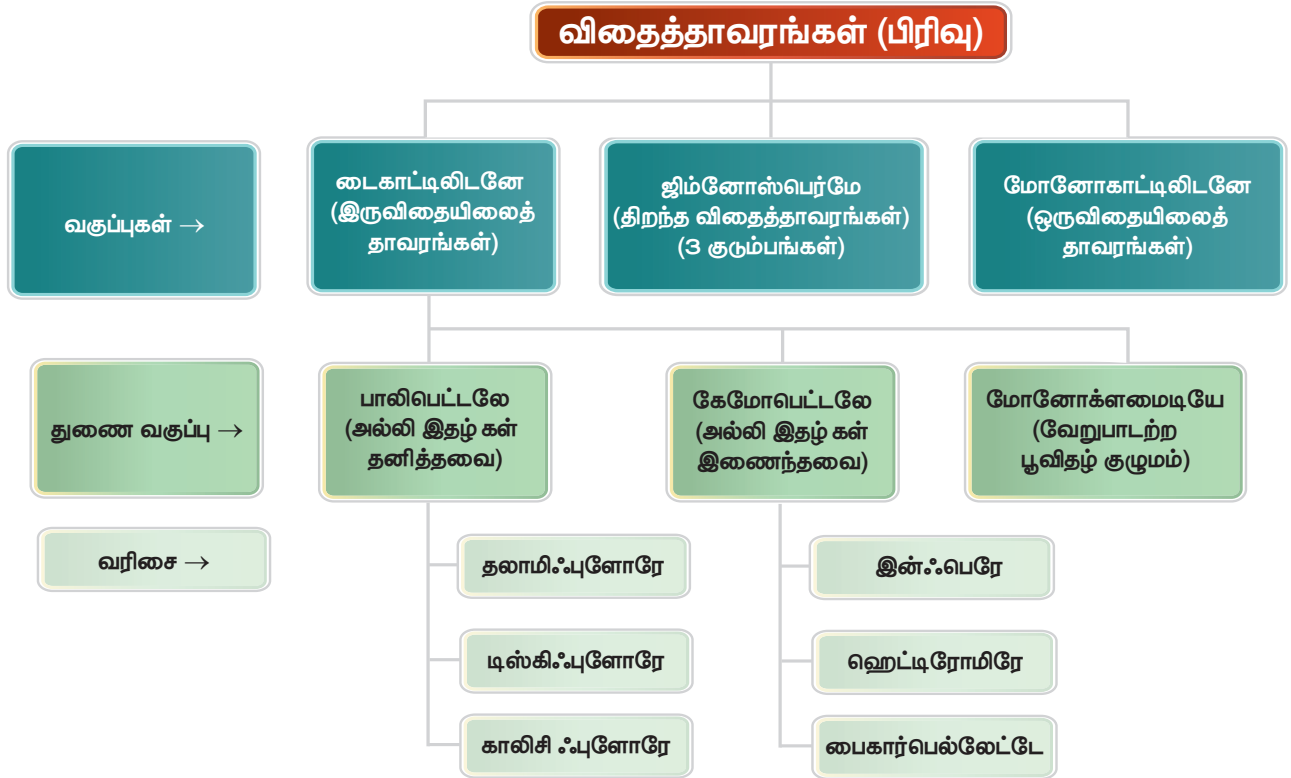 விதைத்தாவரங்கள் (பிரிவு)
வகுப்புகள் →
டைகாட்டிலிடனே
(இருவிதையிலைத்
தாவரங்கள்)
ஜிம்னோஸ்பெர்மே
(திறந்த விதைத்தாவரங்கள்)
(3 குடும்பங்கள்)
மோனோகாட்டிலிடனே
(ஒருவிதையிலைத்
தாவரங்கள்)
துணை வகுப்பு →
பாலிபெட்டலே
(அல்லி இதழ் கள்
தனித்தவை)
கேமோபெட்டலே
(அல்லி இதழ் கள்
இணைந்தவை)
மோனோக்ளமைடியே
(வேறுபாடற்ற
பூவிதழ் குழுமம்)
வரிசை →
தலாமிஃபுளோரே
இன்ஃபெரே
டிஸ்கிஃபுளோரே
ஹெட்டிரோமிரே
காலிசி ஃபுளோரே
பைகார்பெல்லேட்டே